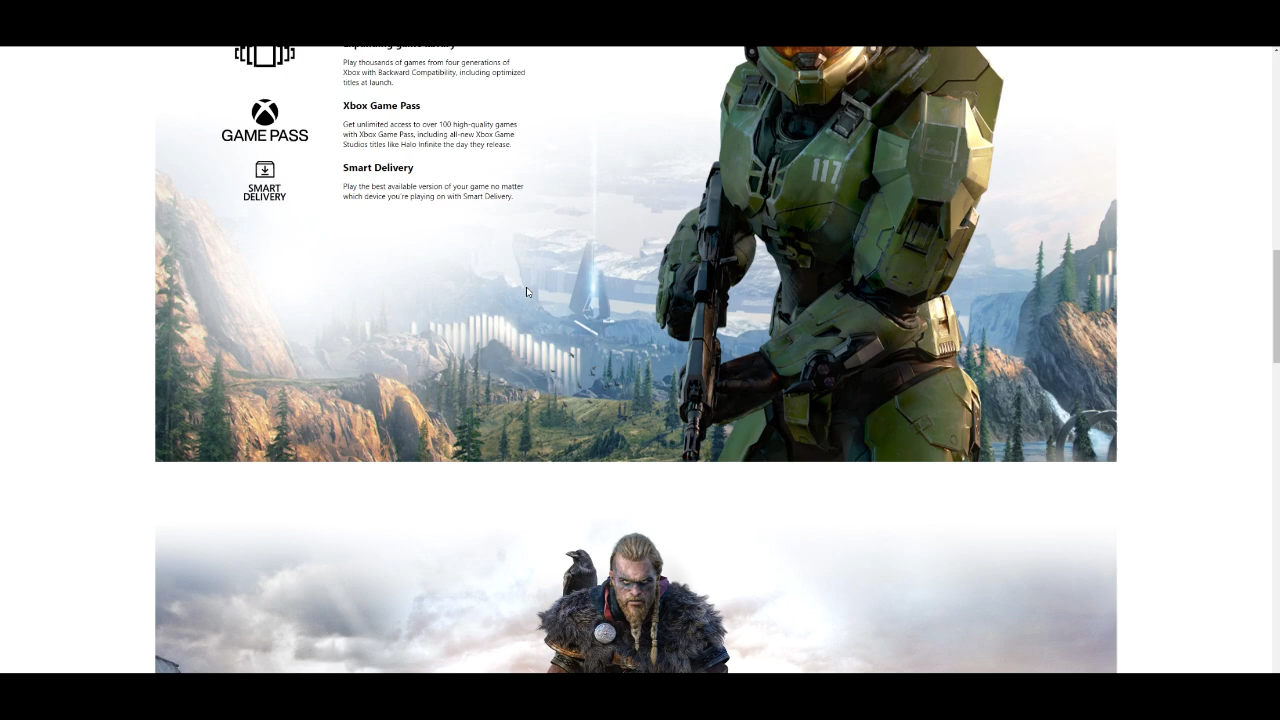 Expanding game library
Play thousands of games from four generations of
Xbox with Backward Compatibility, including optimized
titles at launch.
GAME PASS
Xbox Game Pass
Get unlimited access to over 100 high-quality games
with Xbox Game Pass, including all-new Xbox Game
Studios titles like Halo Infinite the day they release.
SMART
DELIVERY
Smart Delivery
Play the best available version of your game no matter
which device you're playing on with Smart Delivery.
117